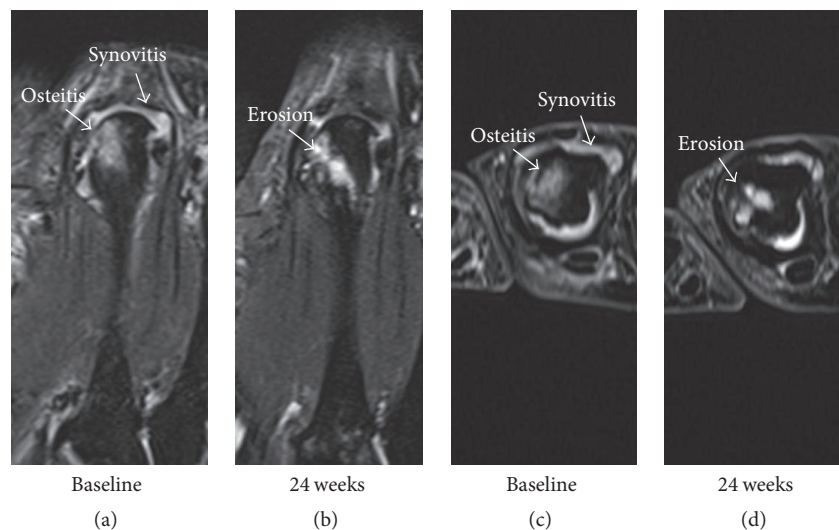 Synovitis
Osteitis
Erosion
Synovitis
Osteitis
Erosion
Baseline
24 weeks
Baseline
24 weeks
(a)
(b)
(c)
(d)